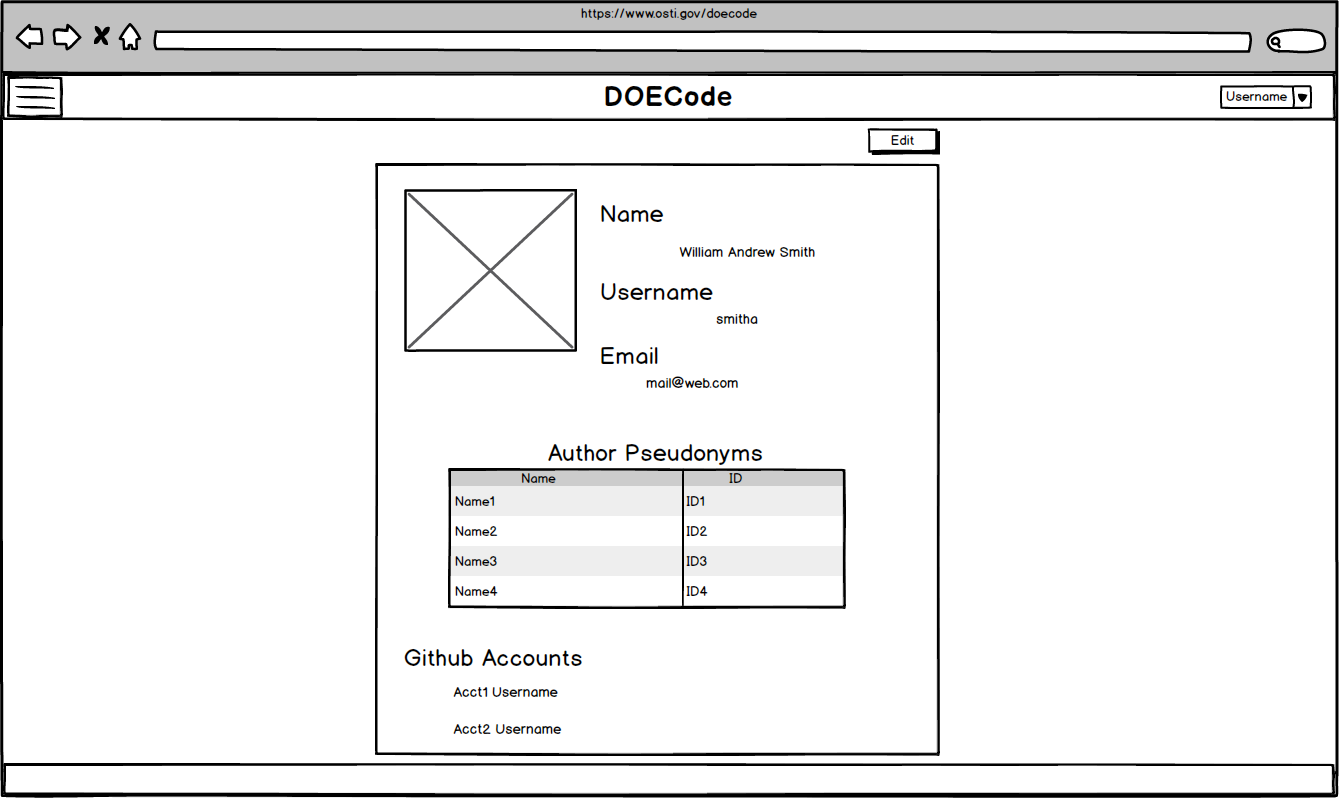 https://www.osti.gov/doecode
DOECode
Username
Edit
Name
William Andrew Smith
Username
smitha
Email
mail@web.com
Author Pseudonyms
Name ID
Name1 ID1
Name2 ID2
Name3 ID3
Name4 ID4
Github Accounts
Acct1 Username
Acct2 Username